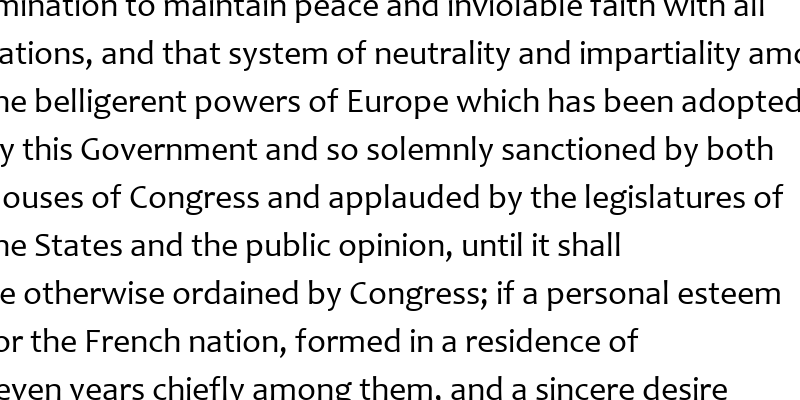 mination to maintain peace and inviolable faith with all
ations, and that system of neutrality and impartiality amo
he belligerent powers of Europe which has been adopted
y this Government and so solemnly sanctioned by both
ouses of Congress and applauded by the legislatures of
he States and the public opinion, until it shall
e otherwise ordained by Congress; if a personal esteem
or the French nation, formed in a residence of
even years chiefly among them, and a sincere desire